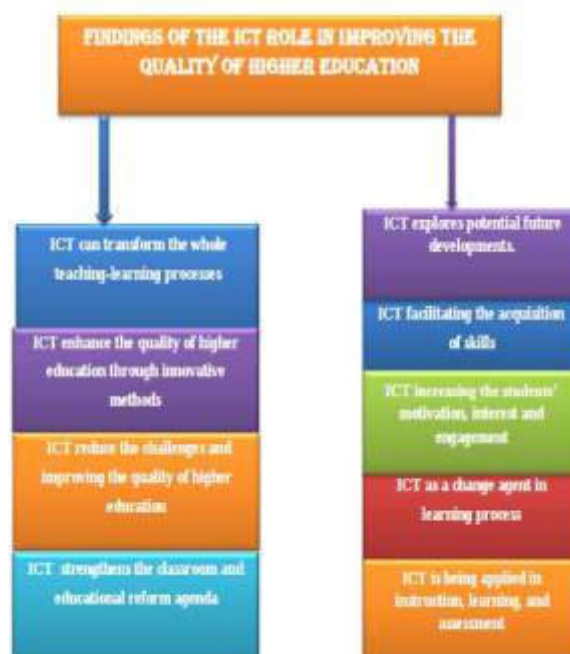 FINDINGS OF THE ICT ROLE IN IMPROVING THE
QUALITY OF HIGHER EDUCATION
ICT can transform the whole
teaching-learning processes
ICT enhance the quality of higher
education through innovative
methods
ICT reduce the challenges and
improving the quality of higher
education
ICT strengthens the classroom and
educational reform agenda
ICT explores potential future
developments.
ICT facilitating the acquisition
of skills
ICT increasing the students'
motivation, interest and
engagement
ICT as a change agent in
learning process
ICT is being applied in
instruction, learning, and
assessment